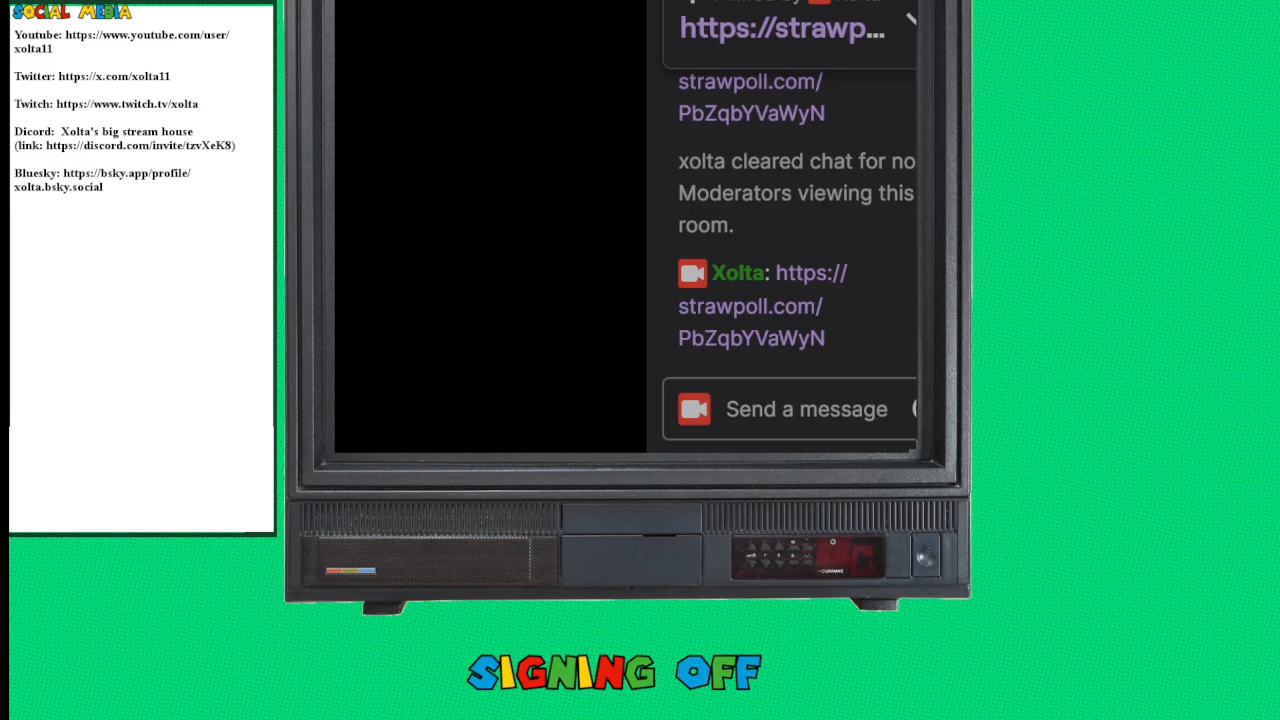 SOCIAL MEDIA
Youtube: https://www.youtube.com/user/
xolta11
Twitter: https://x.com/xolta11
Twitch: https://www.twitch.tv/xolta
Dicord:  Xolta's big stream house
(link: https://discord.com/invite/tzvXeK8)
Bluesky: https://bsky.app/profile/
xolta.bsky.social
https://strawp...
strawpoll.com/
PbZqbYVaWyN
xolta cleared chat for no
Moderators viewing this
room.
Xolta: https://
strawpoll.com/
PbZqbYVaWyN
Send a message
SIGNING OFF